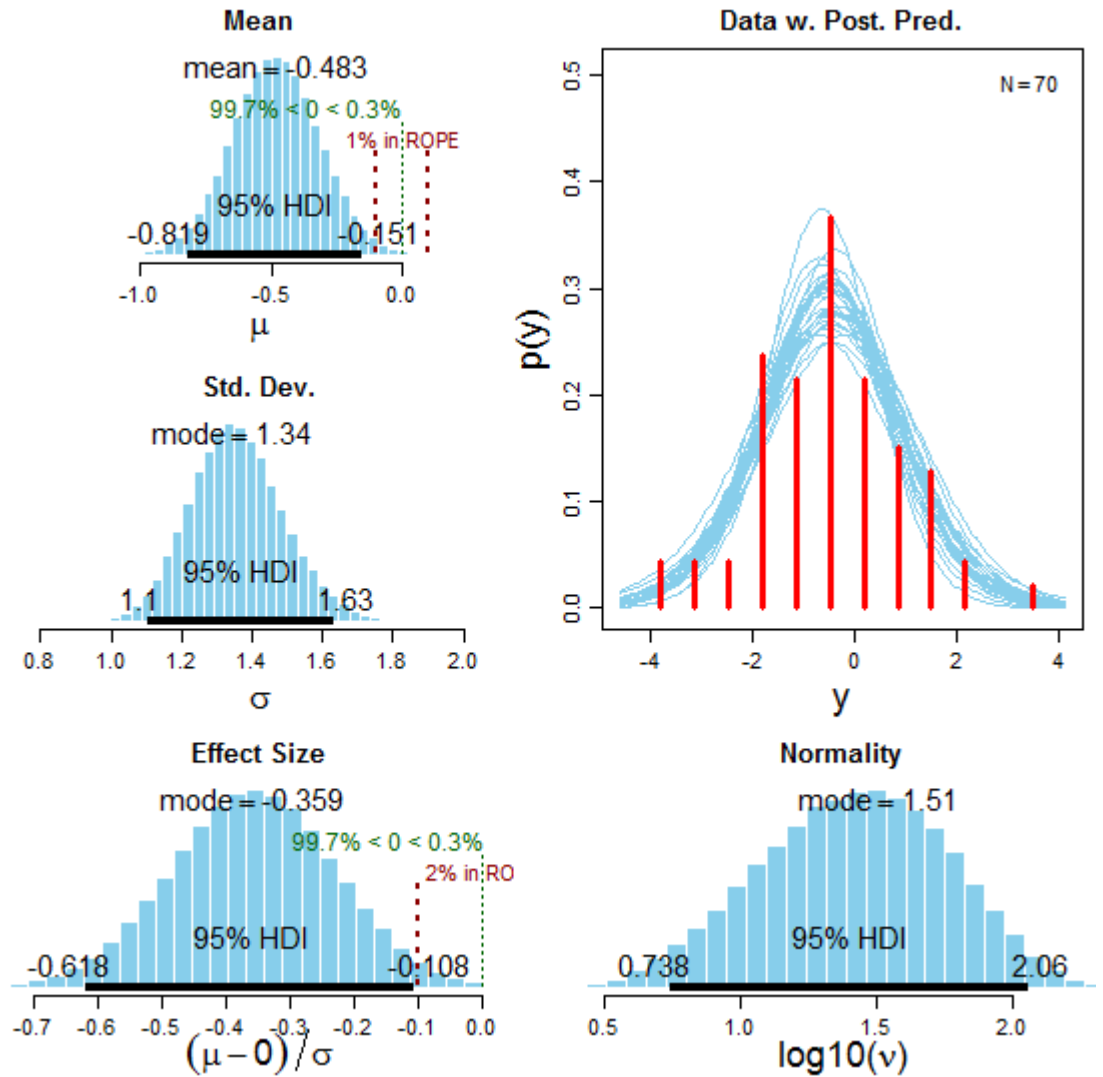 Mean
mean = -0.483
99.7% < 0 < 0.3%
1% in ROPE
95% HDI
-0.819
-0.151
-1.0 -0.5 0.0
μ
Data w. Post. Pred.
N = 70
0.5
0.4
0.3
0.2
0.1
0.0
p(y)
-4 -2 0 2 4
y
Std. Dev.
mode = 1.34
95% HDI
1.1
1.63
0.8 1.0 1.2 1.4 1.6 1.8 2.0
σ
Effect Size
mode = -0.359
99.7% < 0 < 0.3%
2% in RO
95% HDI
-0.618
-0.108
-0.7 -0.6 -0.5 -0.4 -0.3 -0.2 -0.1 0.0
(μ − 0) / σ
Normality
mode = 1.51
95% HDI
0.738
2.06
0.5 1.0 1.5 2.0
log10(ν)